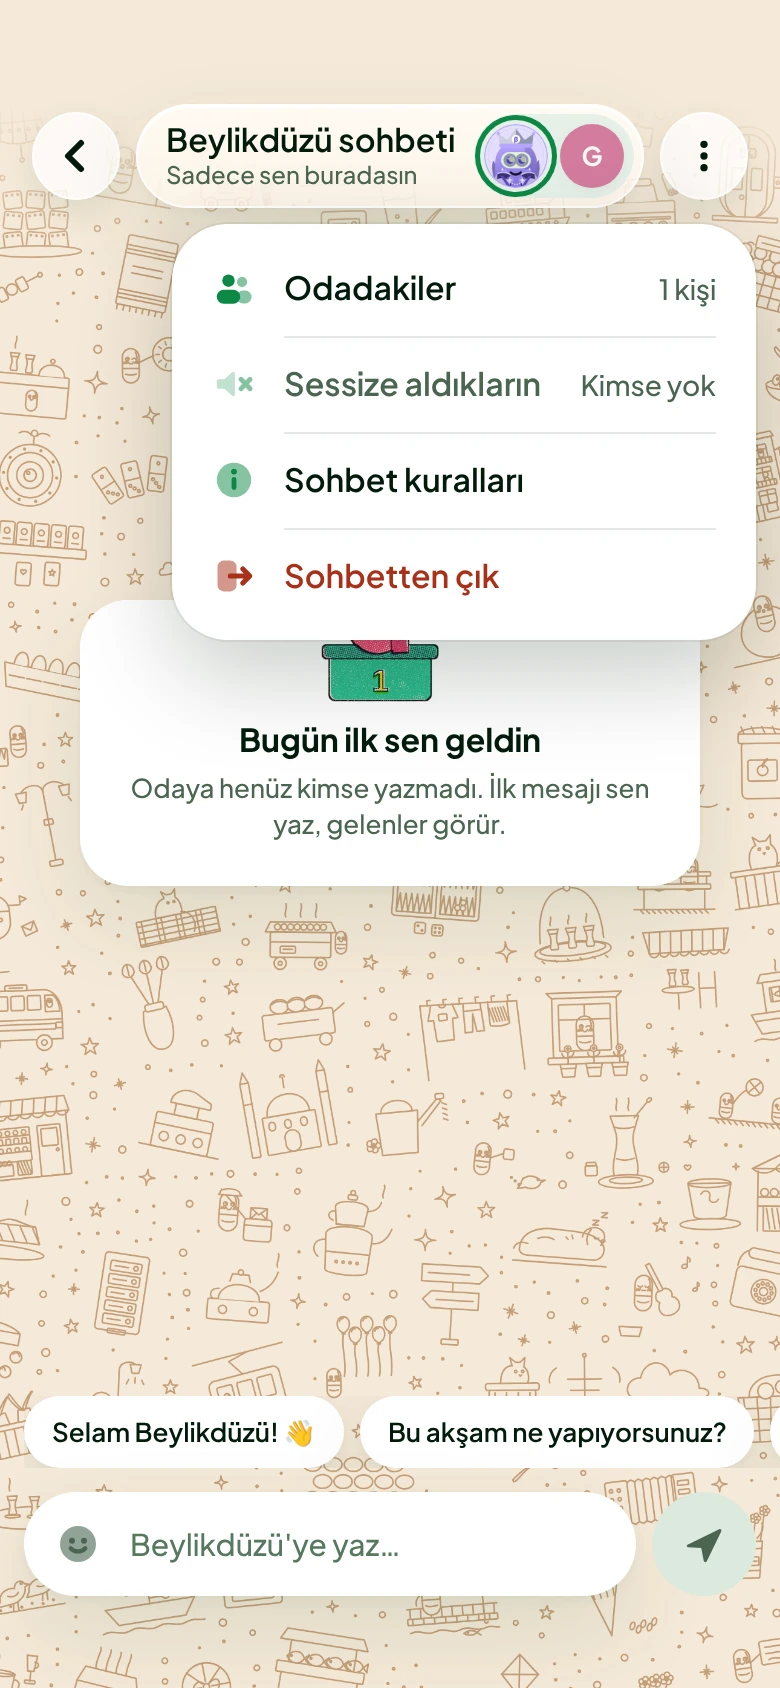 Beylikdüzü sohbeti
Sadece sen buradasın
G
Odadakiler 1 kişi
Sessize aldıkların Kimse yok
Sohbet kuralları
Sohbetten çık
1
Bugün ilk sen geldin
Odaya henüz kimse yazmadı. İlk mesajı sen
yaz, gelenler görür.
Selam Beylikdüzü! 👋
Bu akşam ne yapıyorsunuz?
Beylikdüzü'ye yaz...